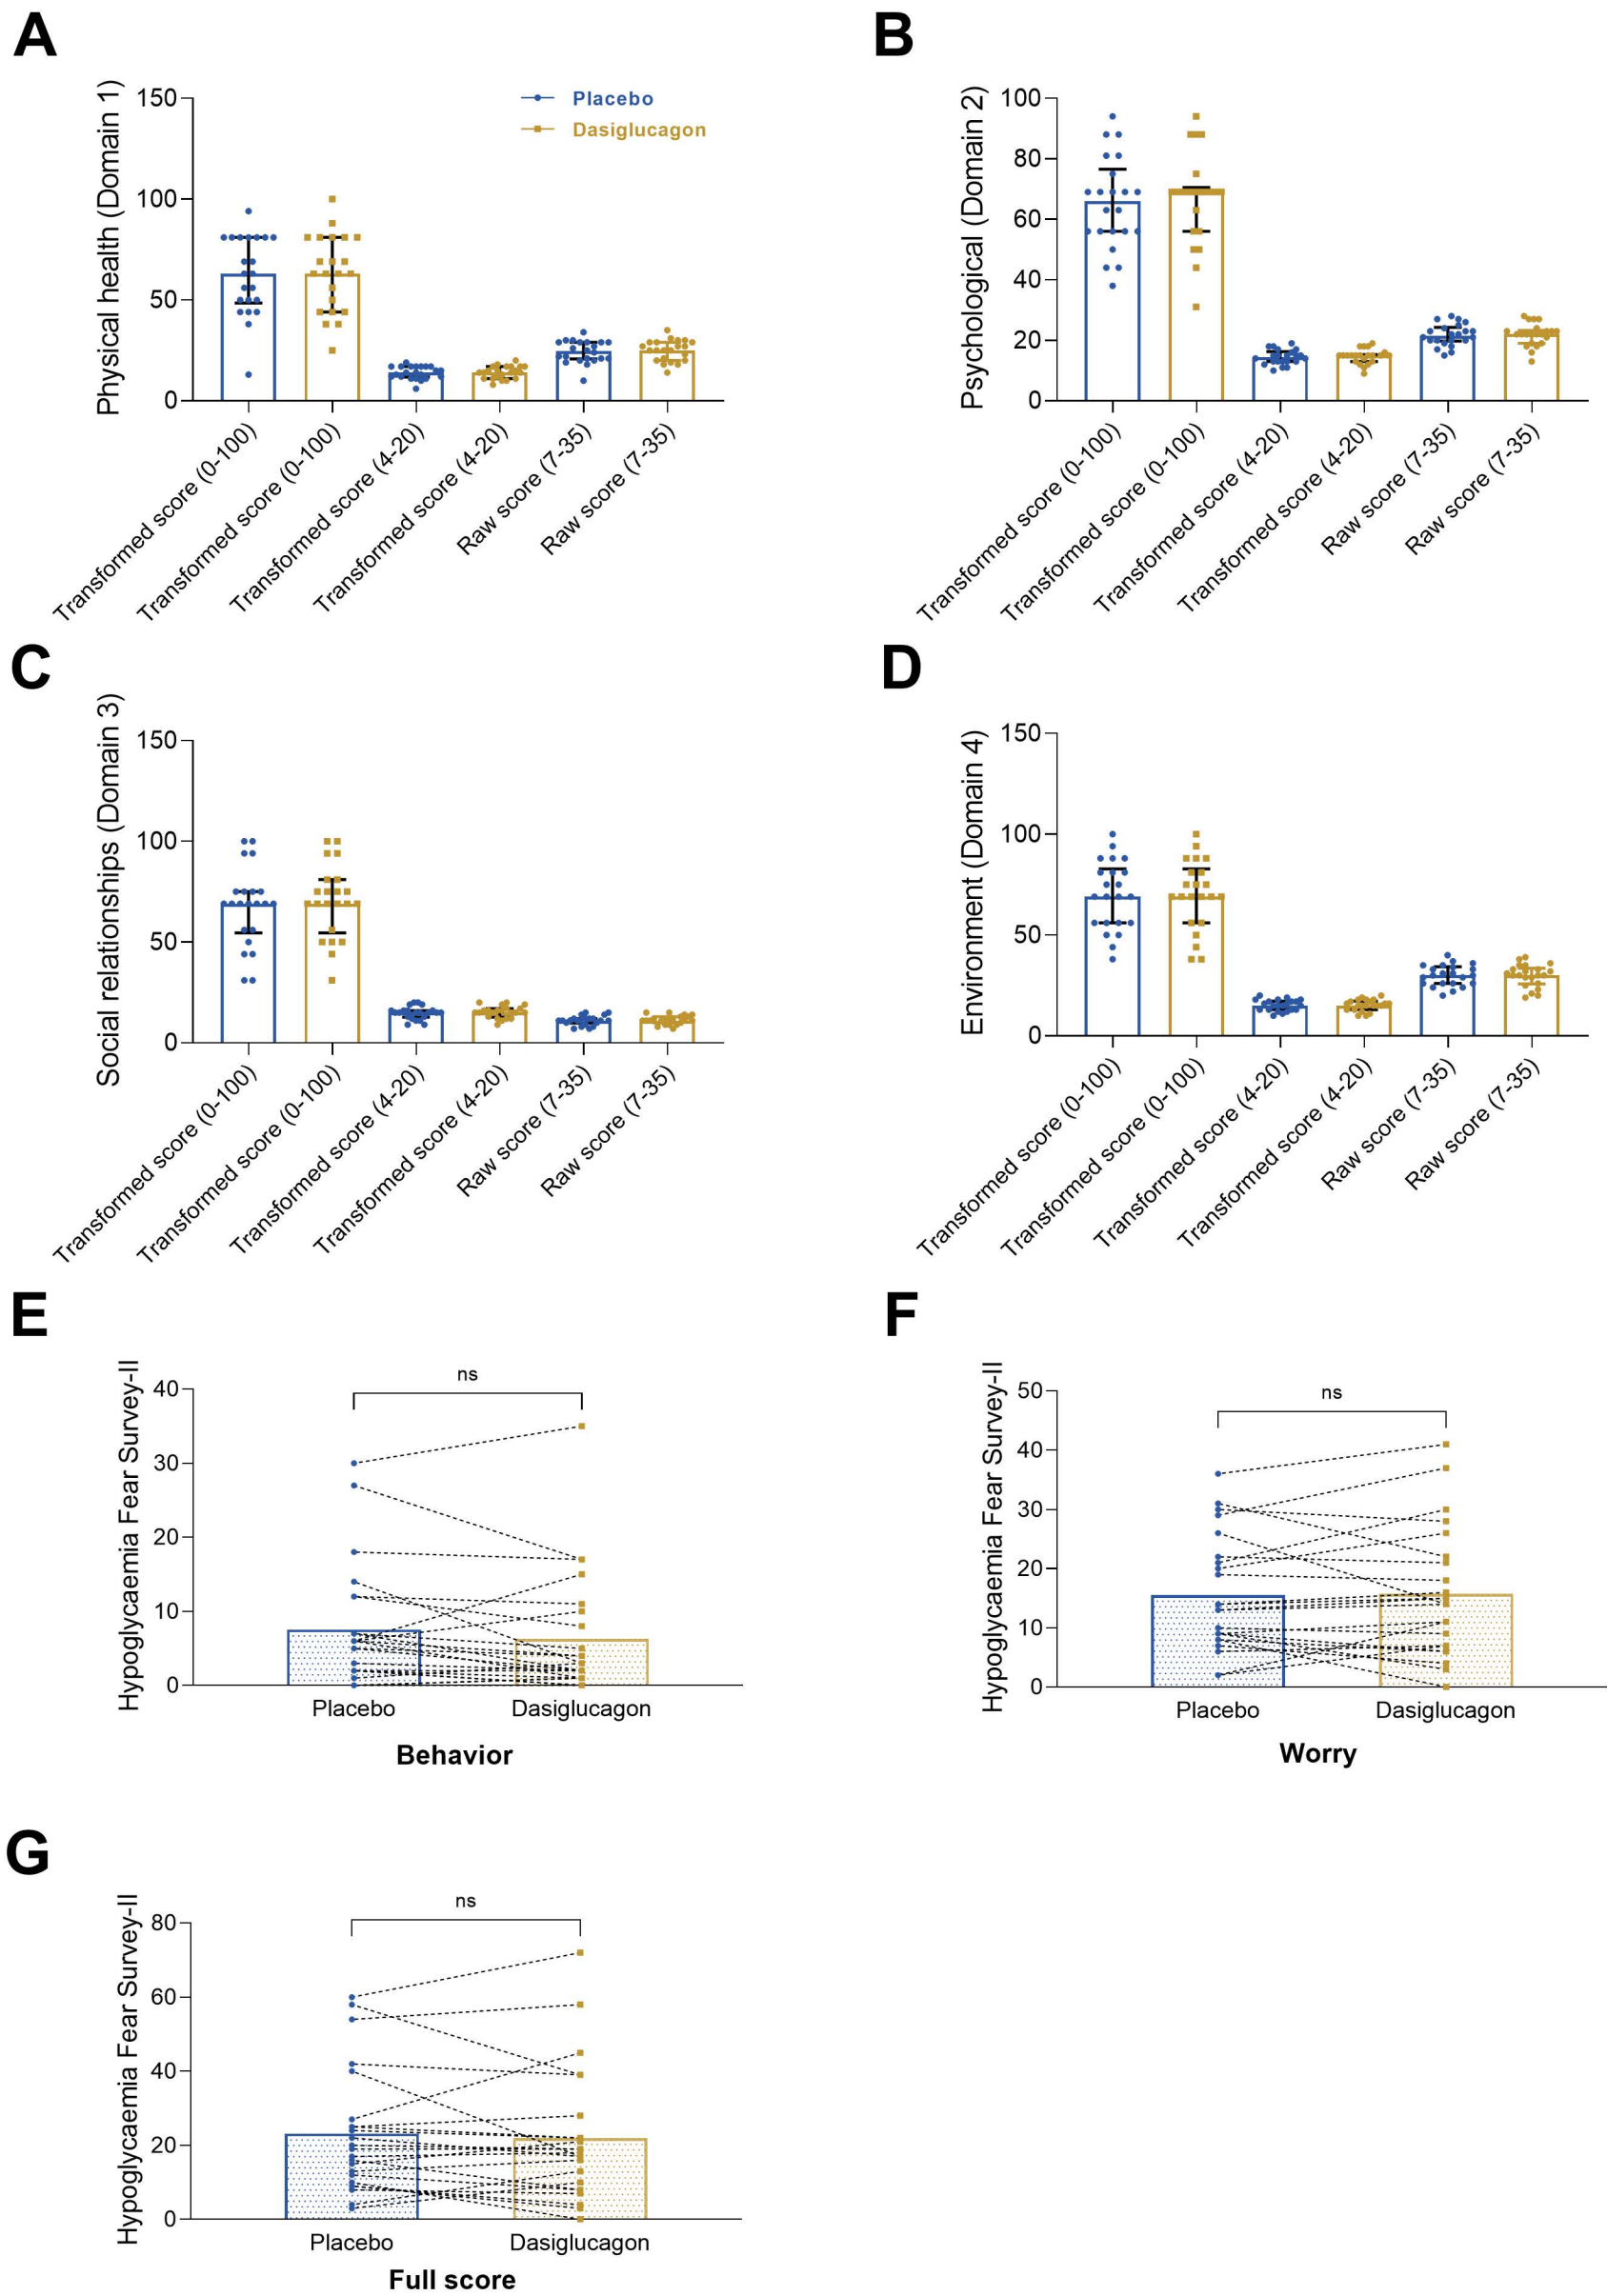 A
Physical health (Domain 1)
150
100
50
0
Placebo
Dasiglucagon
Transformed score (0-100)
Transformed score (0-100)
Transformed score (4-20)
Transformed score (4-20)
Raw score (7-35)
Raw score (7-35)
B
Psychological (Domain 2)
100
80
60
40
20
0
Transformed score (0-100)
Transformed score (0-100)
Transformed score (4-20)
Transformed score (4-20)
Raw score (7-35)
Raw score (7-35)
C
Social relationships (Domain 3)
150
100
50
0
Transformed score (0-100)
Transformed score (0-100)
Transformed score (4-20)
Transformed score (4-20)
Raw score (7-35)
Raw score (7-35)
D
Environment (Domain 4)
150
100
50
0
Transformed score (0-100)
Transformed score (0-100)
Transformed score (4-20)
Transformed score (4-20)
Raw score (7-35)
Raw score (7-35)
E
Hypoglycaemia Fear Survey-II
40
30
20
10
0
ns
Placebo
Dasiglucagon
Behavior
F
Hypoglycaemia Fear Survey-II
50
40
30
20
10
0
ns
Placebo
Dasiglucagon
Worry
G
Hypoglycaemia Fear Survey-II
80
60
40
20
0
ns
Placebo
Dasiglucagon
Full score